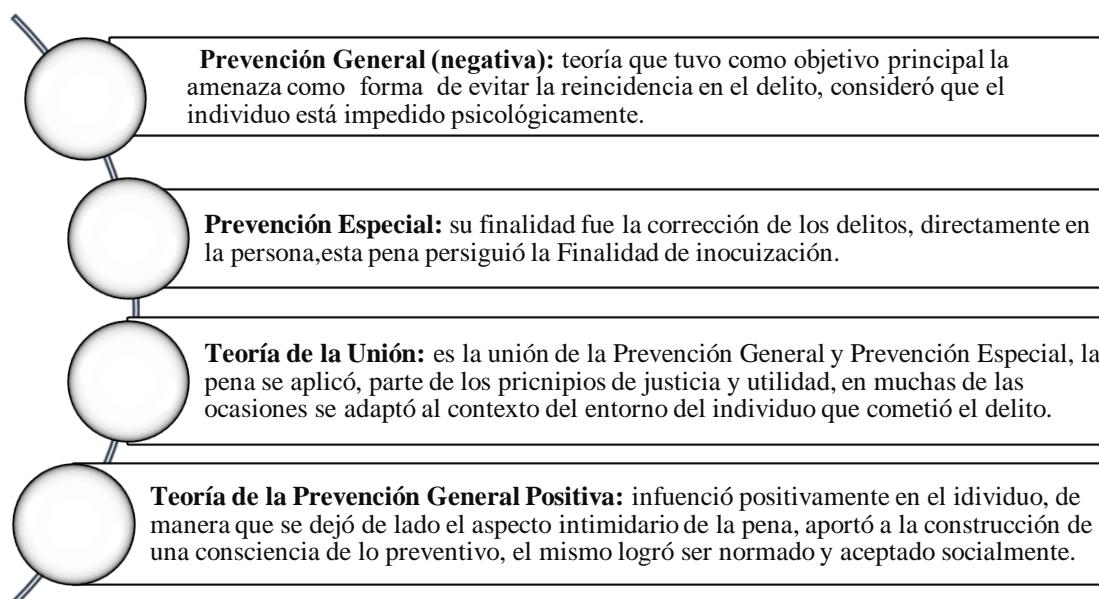 Prevención General (negativa): teoría que tuvo como objetivo principal la
amenaza como forma de evitar la reincidencia en el delito, consideró que el
individuo está impedido psicológicamente.
Prevención Especial: su finalidad fue la corrección de los delitos, directamente en
la persona,esta pena persiguió la Finalidad de inocuización.
Teoría de la Unión: es la unión de la Prevención General y Prevención Especial, la
pena se aplicó, parte de los pricnipios de justicia y utilidad, en muchas de las
ocasiones se adaptó al contexto del entorno del individuo que cometió el delito.
Teoría de la Prevención General Positiva: infuenció positivamente en el idividuo, de
manera que se dejó de lado el aspecto intimidario de la pena, aportó a la construcción de
una consciencia de lo preventivo, el mismo logró ser normado y aceptado socialmente.